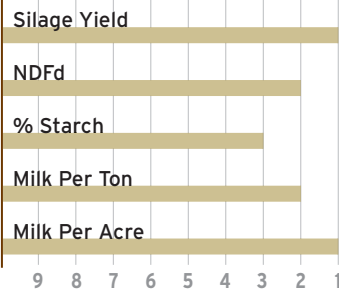 Silage Yield
NDFd
% Starch
Milk Per Ton
Milk Per Acre
9 8 7 6 5 4 3 2 1